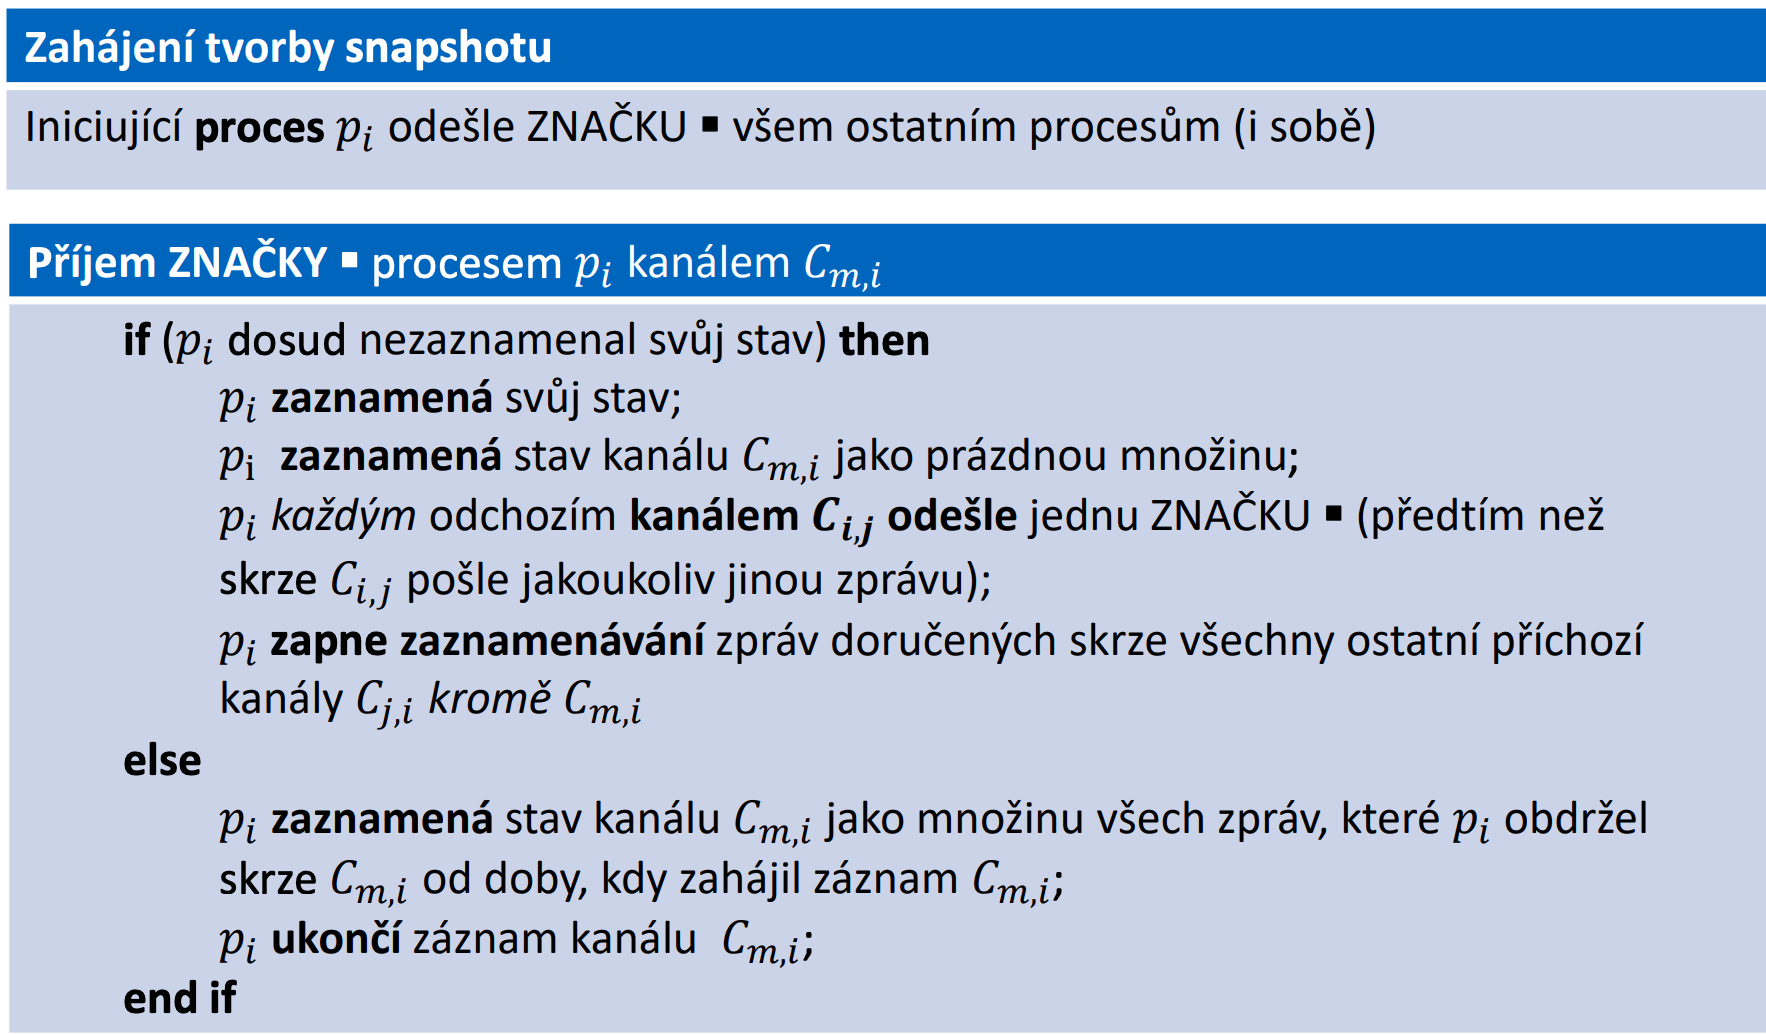 Zahájení tvorby snapshotu
Iniciující proces p_i odešle ZNAČKU ▪ všem ostatním procesům (i sobě)
Příjem ZNAČKY ▪ procesem p_i kanálem C_{m,i}
if (p_i dosud nezaznamenal svůj stav) then
p_i zaznamená svůj stav;
p_i zaznamená stav kanálu C_{m,i} jako prázdnou množinu;
p_i každým odchozím kanálem C_{i,j} odešle jednu ZNAČKU ▪ (předtím než
skrze C_{i,j} pošle jakoukoliv jinou zprávu);
p_i zapne zaznamenávání zpráv doručených skrze všechny ostatní příchozí
kanály C_{j,i} kromě C_{m,i}
else
p_i zaznamená stav kanálu C_{m,i} jako množinu všech zpráv, které p_i obdržel
skrze C_{m,i} od doby, kdy zahájil záznam C_{m,i};
p_i ukončí záznam kanálu C_{m,i};
end if